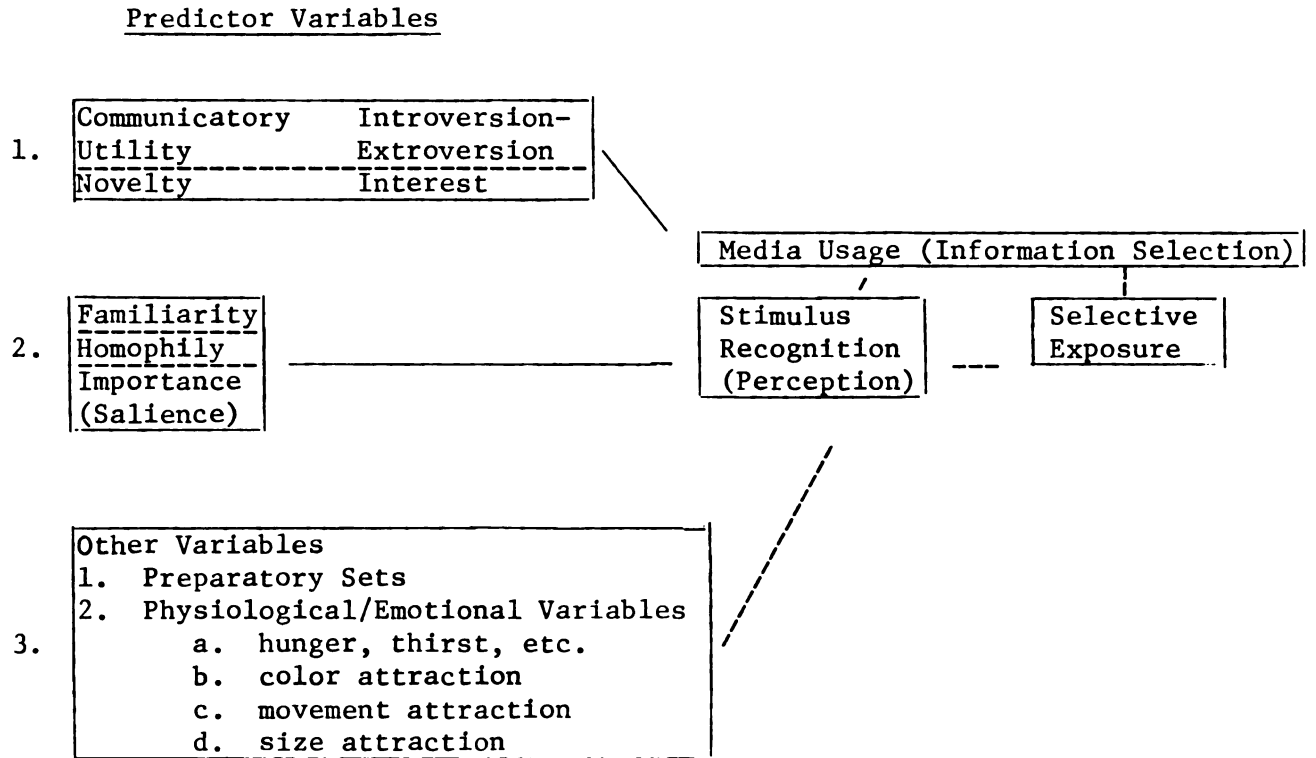 Predictor Variables
1. Communicatory Introversion-
Utility Extroversion
Novelty Interest
Media Usage (Information Selection)
2. Familiarity
Homophily
Importance
(Salience)
Stimulus
Recognition
(Perception)
Selective
Exposure
3. Other Variables
1. Preparatory Sets
2. Physiological/Emotional Variables
a. hunger, thirst, etc.
b. color attraction
c. movement attraction
d. size attraction